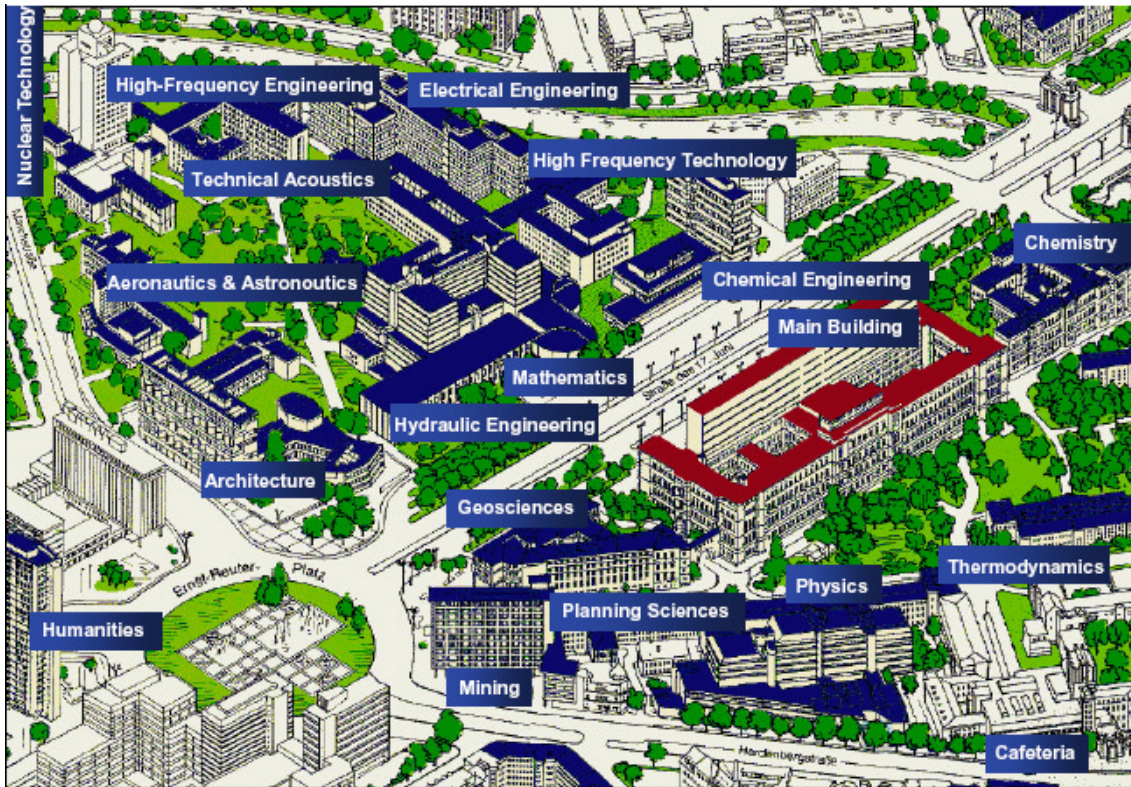 Nuclear Technology
High-Frequency Engineering
Electrical Engineering
High Frequency Technology
Technical Acoustics
Chemistry
Aeronautics & Astronoutics
Chemical Engineering
Main Building
Straße des 17. Juni
Mathematics
Hydraulic Engineering
Architecture
Geosciences
Thermodynamics
Ernst-Reuter-Platz
Physics
Planning Sciences
Humanities
Mining
Hardenbergstraße
Cafeteria